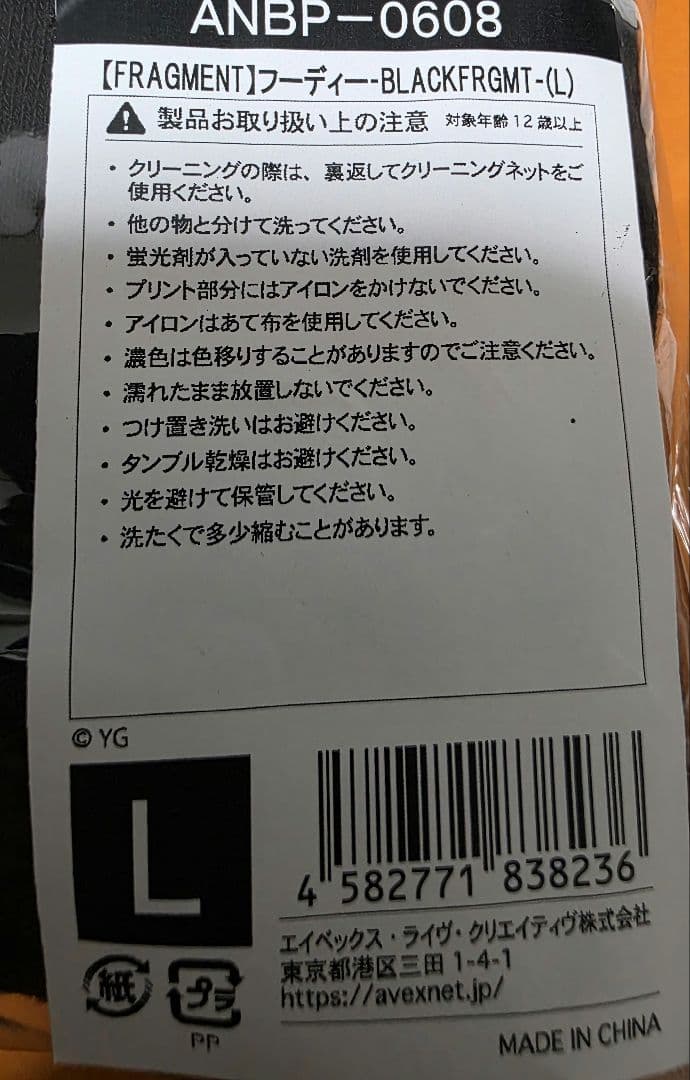 ANBP-0608
【FRAGMENT】フーディー-BLACKFRGMT-(L)
製品お取り扱い上の注意 対象年齢12歳以上
・クリーニングの際は、裏返してクリーニングネットをご
使用ください。
・他の物と分けて洗ってください。
・蛍光剤が入っていない洗剤を使用してください。
・プリント部分にはアイロンをかけないでください。
・アイロンはあて布を使用してください。
・濃色は色移りすることがありますのでご注意ください。
・濡れたまま放置しないでください。
・つけ置き洗いはお避けください。
・タンブル乾燥はお避けください。
・光を避けて保管してください。
・洗たくで多少縮むことがあります。
© YG
L
4 582771 838236
エイベックス・ライヴ・クリエイティヴ株式会社
東京都港区三田 1-4-1
https://avexnet.jp/
紙 プラ
PP
MADE IN CHINA